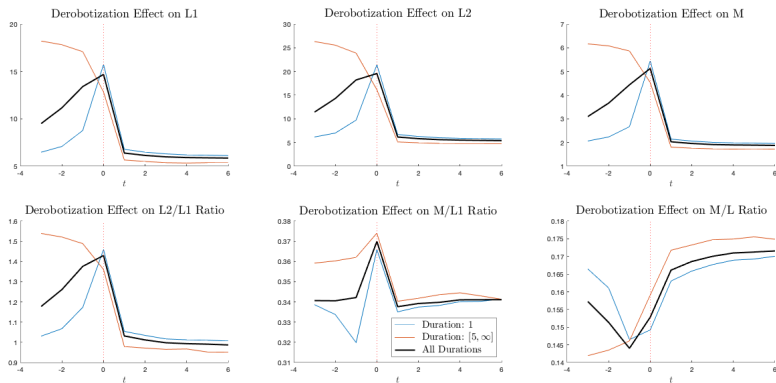 Derobotization Effect on L1
20
15
10
5
-4 -2 0 2 4 6
t
Derobotization Effect on L2
30
25
20
15
10
5
0
-4 -2 0 2 4 6
t
Derobotization Effect on M
7
6
5
4
3
2
1
-4 -2 0 2 4 6
t
Derobotization Effect on L2/L1 Ratio
1.6
1.5
1.4
1.3
1.2
1.1
1
0.9
-4 -2 0 2 4 6
t
Derobotization Effect on M/L1 Ratio
0.38
0.37
0.36
0.35
0.34
0.33
0.32
0.31
Duration: 1
Duration: [5, ∞]
All Durations
-4 -2 0 2 4 6
t
Derobotization Effect on M/L Ratio
0.18
0.175
0.17
0.165
0.16
0.155
0.15
0.145
0.14
-4 -2 0 2 4 6
t